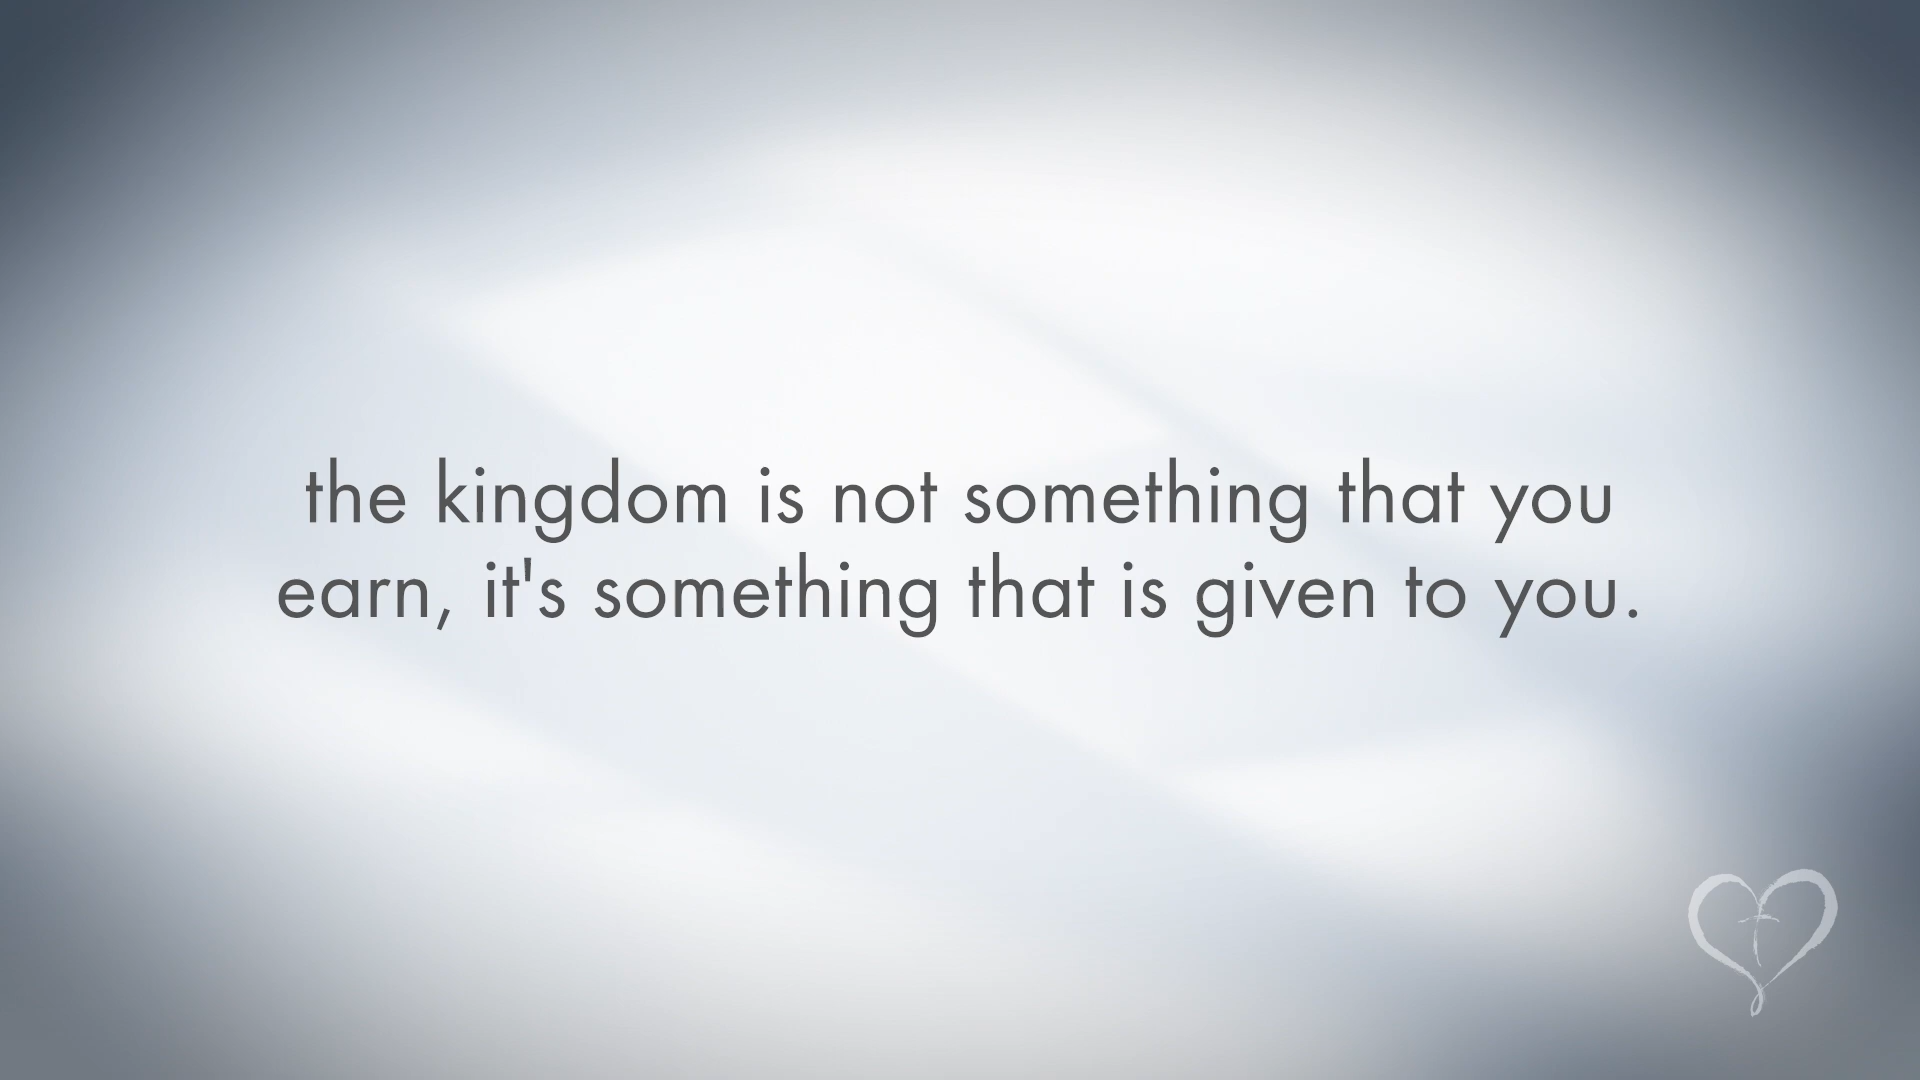 the kingdom is not something that you
earn, it's something that is given to you.